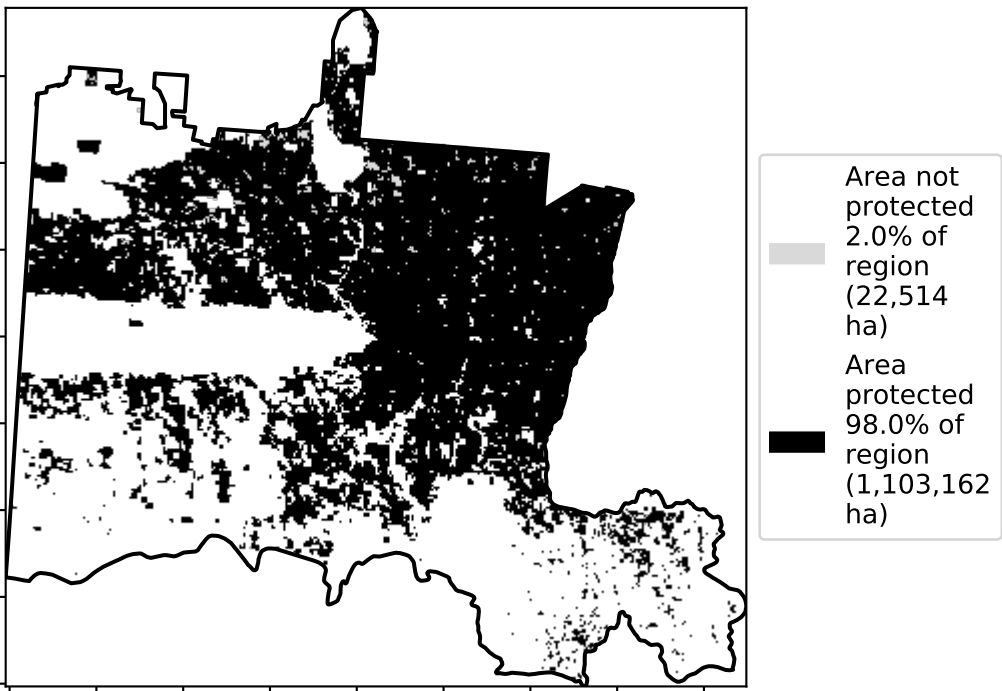 Area not
protected
2.0% of
region
(22,514
ha)
Area
protected
98.0% of
region
(1,103,162
ha)